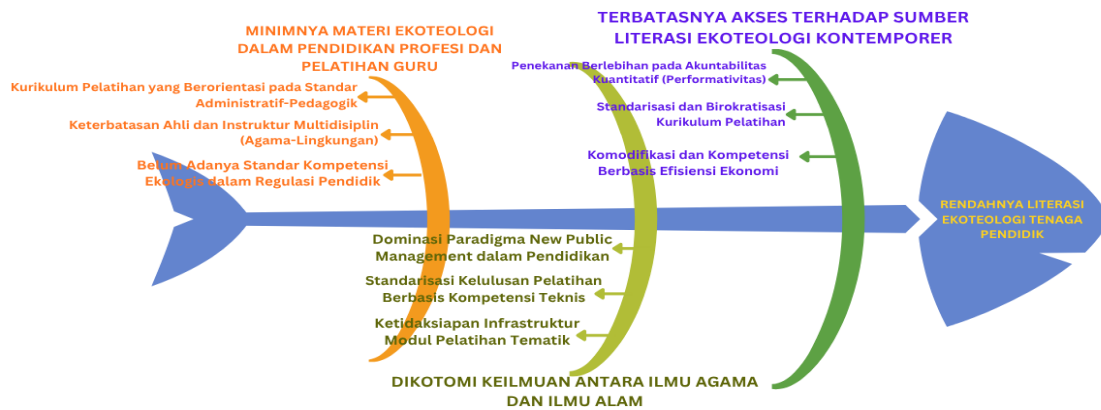 MINIMNYA MATERI EKOTEOLOGI
DALAM PENDIDIKAN PROFESI DAN
PELATIHAN GURU
Kurikulum Pelatihan yang Berorientasi pada Standar
Administratif-Pedagogik
Keterbatasan Ahli dan Instruktur Multidisiplin
(Agama-Lingkungan)
Belum Adanya Standar Kompetensi
Ekologis dalam Regulasi Pendidik
TERBATASNYA AKSES TERHADAP SUMBER
LITERASI EKOTEOLOGI KONTEMPORER
Penekanan Berlebihan pada Akuntabilitas
Kuantitatif (Performativitas)
Standarisasi dan Birokratisasi
Kurikulum Pelatihan
Komodifikasi dan Kompetensi
Berbasis Efisiensi Ekonomi
RENDAHNYA LITERASI
EKOTEOLOGI TENAGA
PENDIDIK
Dominasi Paradigma New Public
Management dalam Pendidikan
Standarisasi Kelulusan Pelatihan
Berbasis Kompetensi Teknis
Ketidaksiapan Infrastruktur
Modul Pelatihan Tematik
DIKOTOMI KEILMUAN ANTARA ILMU AGAMA
DAN ILMU ALAM